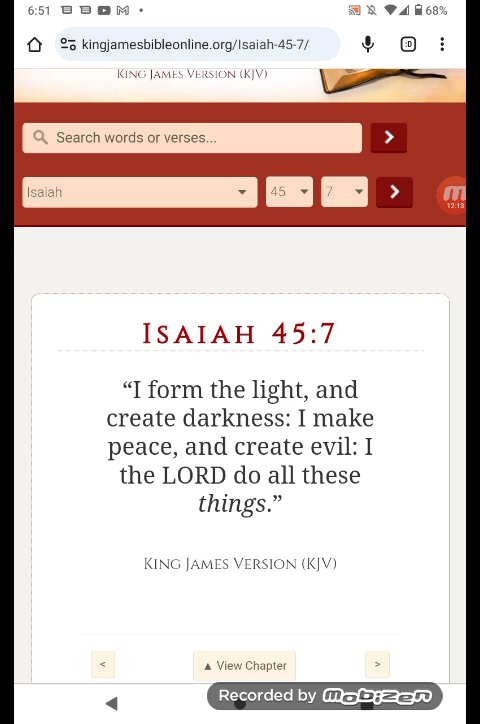 6:51 68%
kingjamesbibleonline.org/Isaiah-45-7/
King James Version (KJV)
Search words or verses...
Isaiah 45 7
12:13
Isaiah 45:7
“I form the light, and
create darkness: I make
peace, and create evil: I
the LORD do all these
things.”
King James Version (KJV)
< ▲ View Chapter >
Recorded by mobizen